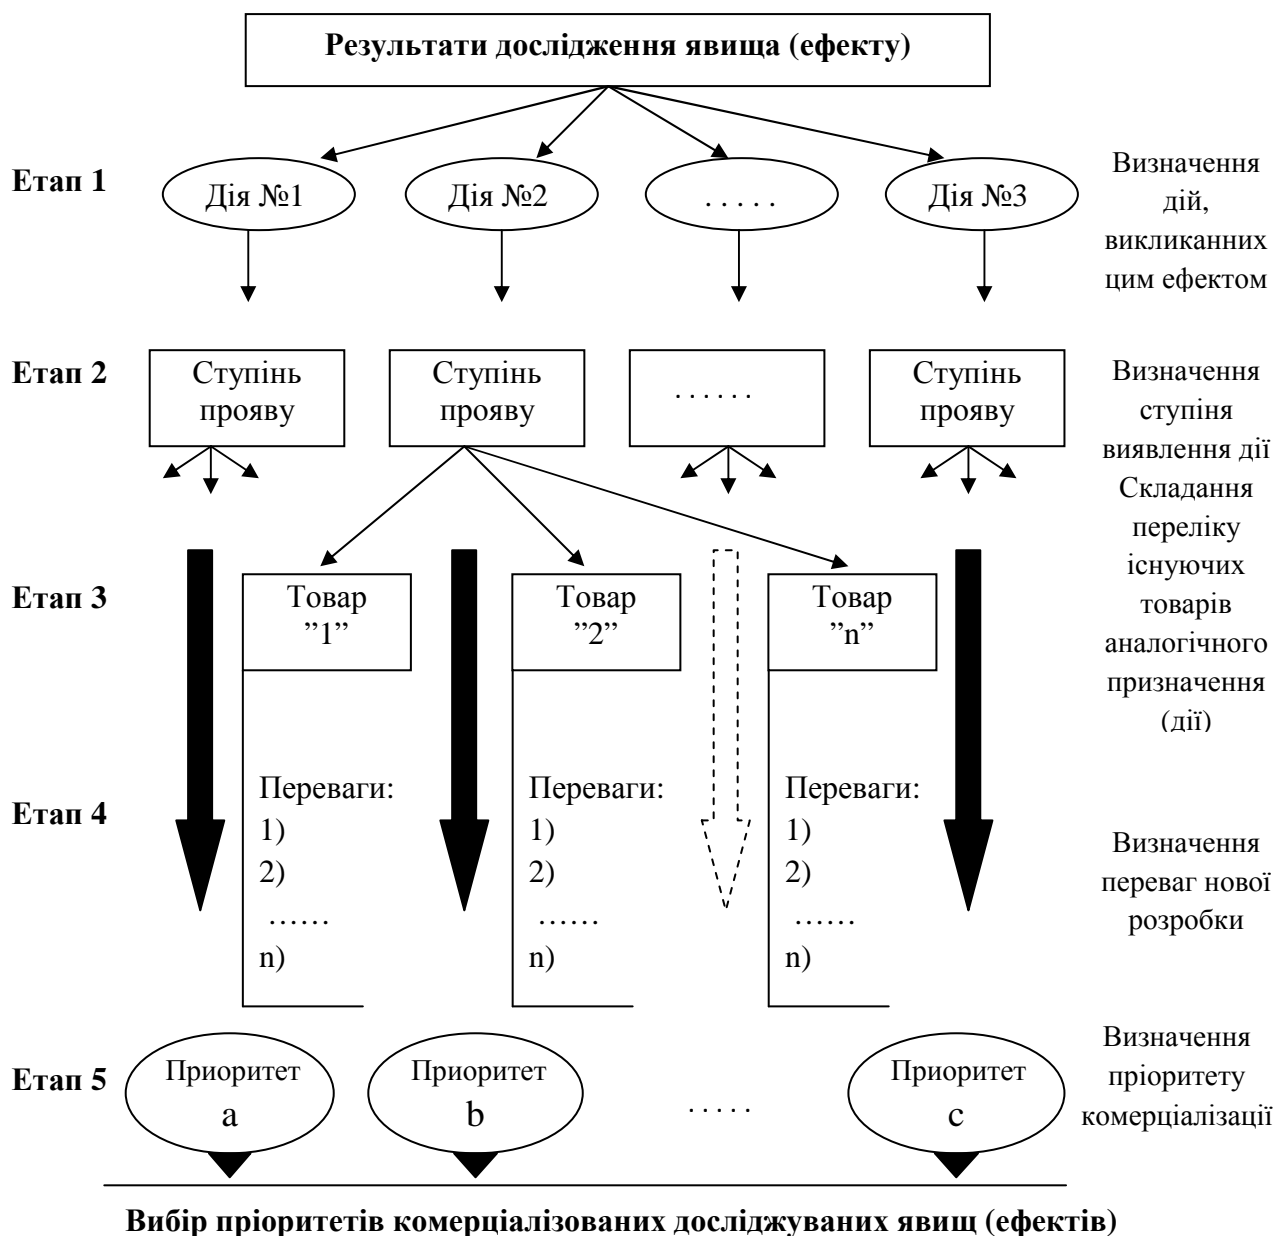 Результати дослідження явища (ефекту)
Етап 1
Дія №1
Дія №2
. . . . .
Дія №3
Визначення
дій,
викликанних
цим ефектом
Етап 2
Ступінь
прояву
Ступінь
прояву
. . . . . .
Ступінь
прояву
Визначення
ступіня
виявлення дії
Складання
переліку
існуючих
товарів
аналогічного
призначення
(дії)
Етап 3
Товар
”1”
Товар
”2”
Товар
”n”
Етап 4
Переваги:
1)
2)
......
n)
Переваги:
1)
2)
......
n)
Переваги:
1)
2)
......
n)
Визначення
переваг нової
розробки
Етап 5
Приоритет
a
Приоритет
b
. . . . .
Приоритет
c
Визначення
пріоритету
комерціалізації
Вибір пріоритетів комерціалізованих досліджуваних явищ (ефектів)